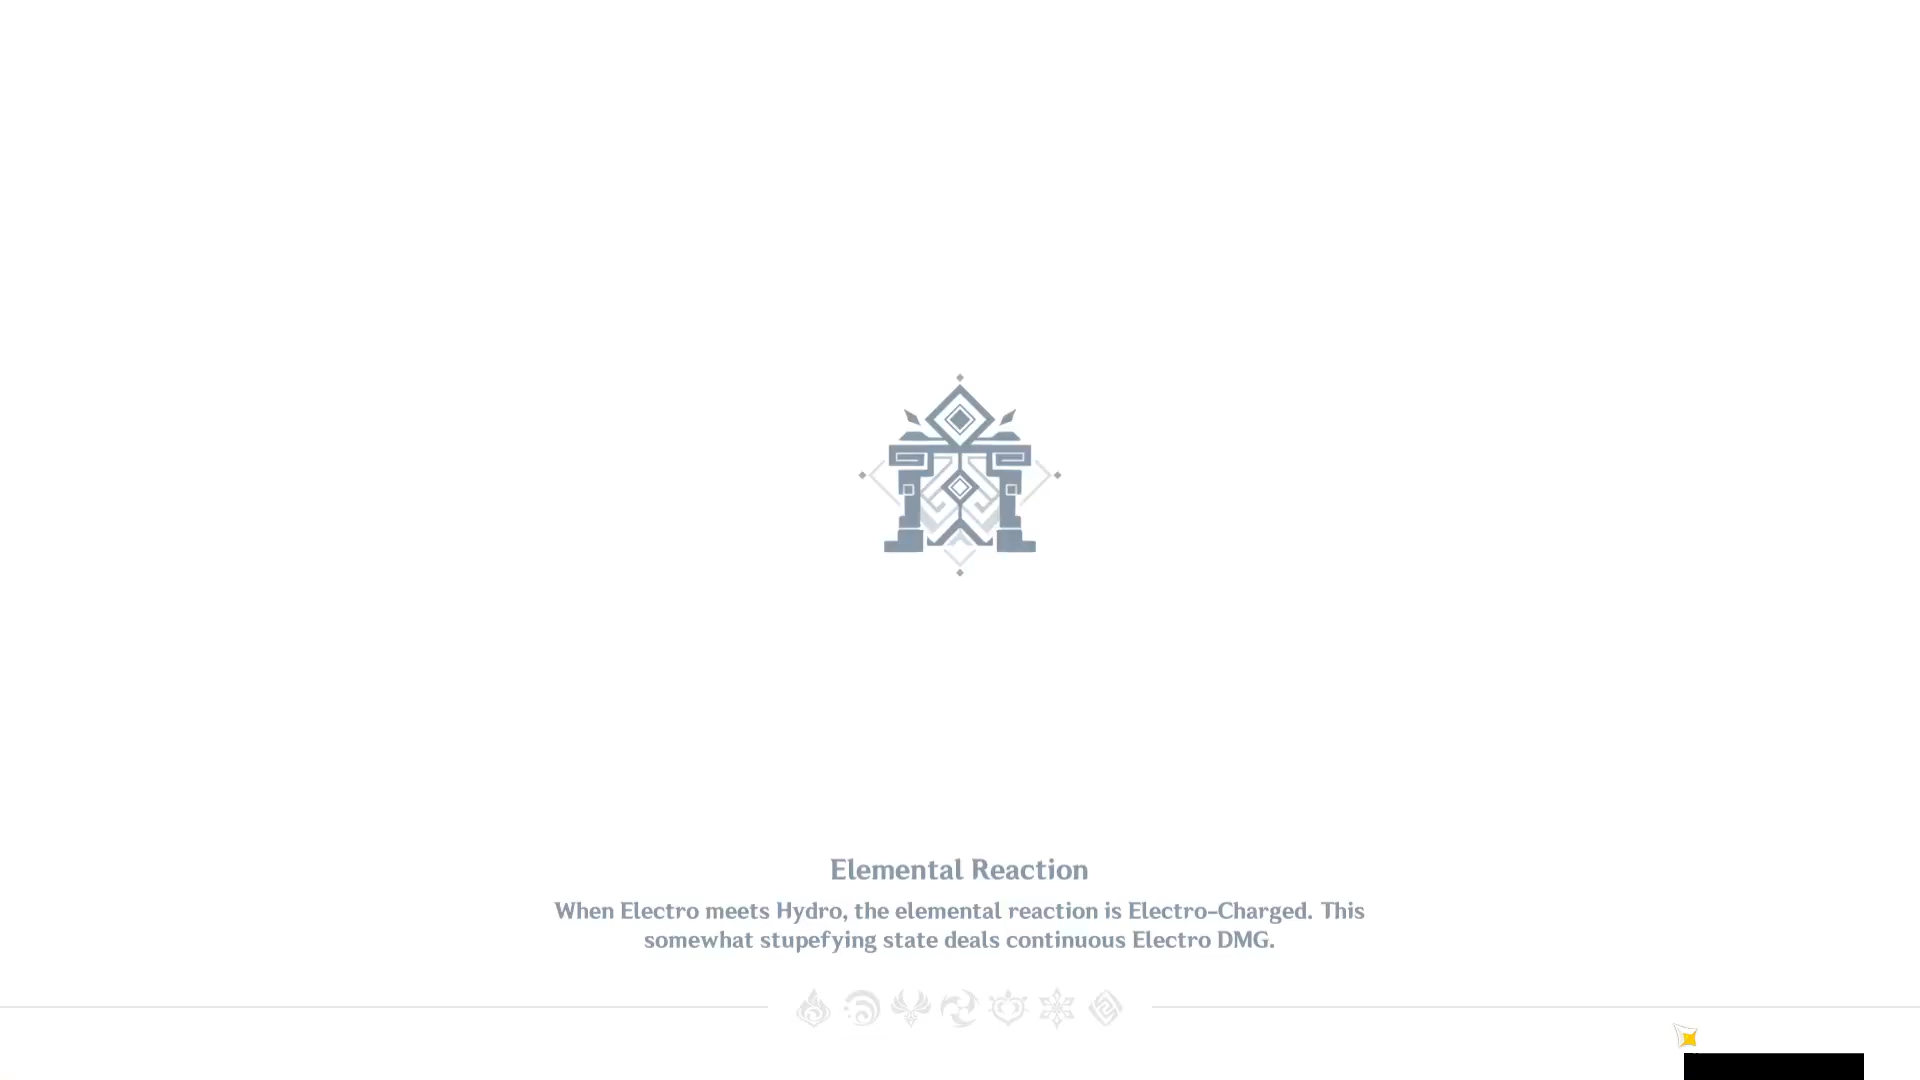 Elemental Reaction
When Electro meets Hydro, the elemental reaction is Electro-Charged. This
somewhat stupefying state deals continuous Electro DMG.